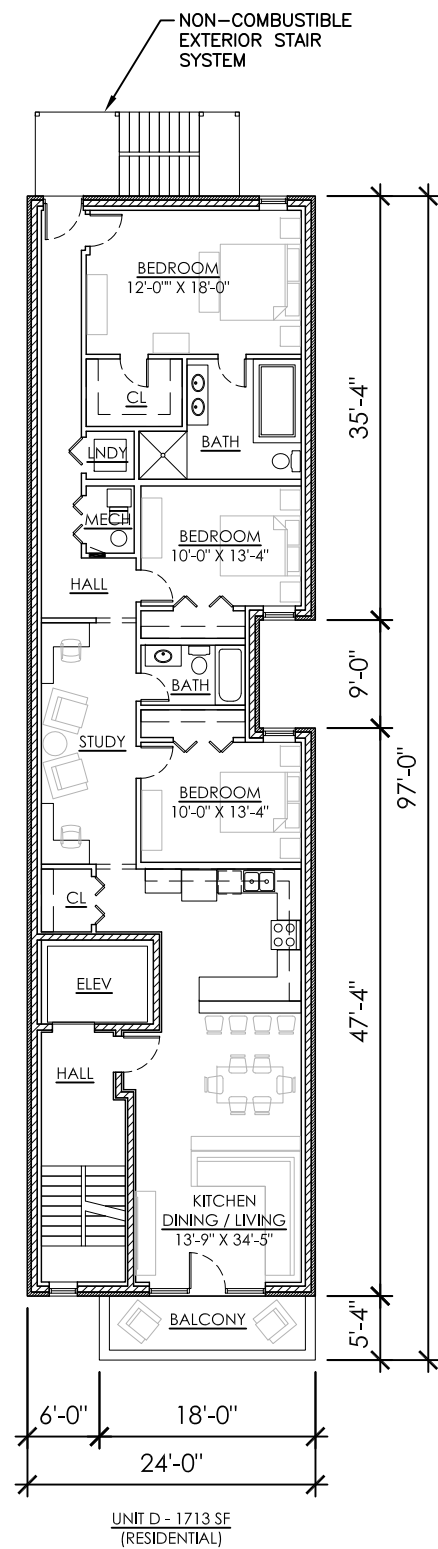 NON-COMBUSTIBLE
EXTERIOR STAIR
SYSTEM
BEDROOM
12'-0"" X 18'-0"
CL
BATH
LNDY
MECH
BEDROOM
10'-0" X 13'-4"
HALL
35'-4"
BATH
9'-0"
STUDY
97'-0"
BEDROOM
10'-0" X 13'-4"
CL
ELEV
47'-4"
HALL
KITCHEN
DINING / LIVING
13'-9" X 34'-5"
BALCONY
5'-4"
6'-0"
18'-0"
24'-0"
UNIT D - 1713 SF
(RESIDENTIAL)